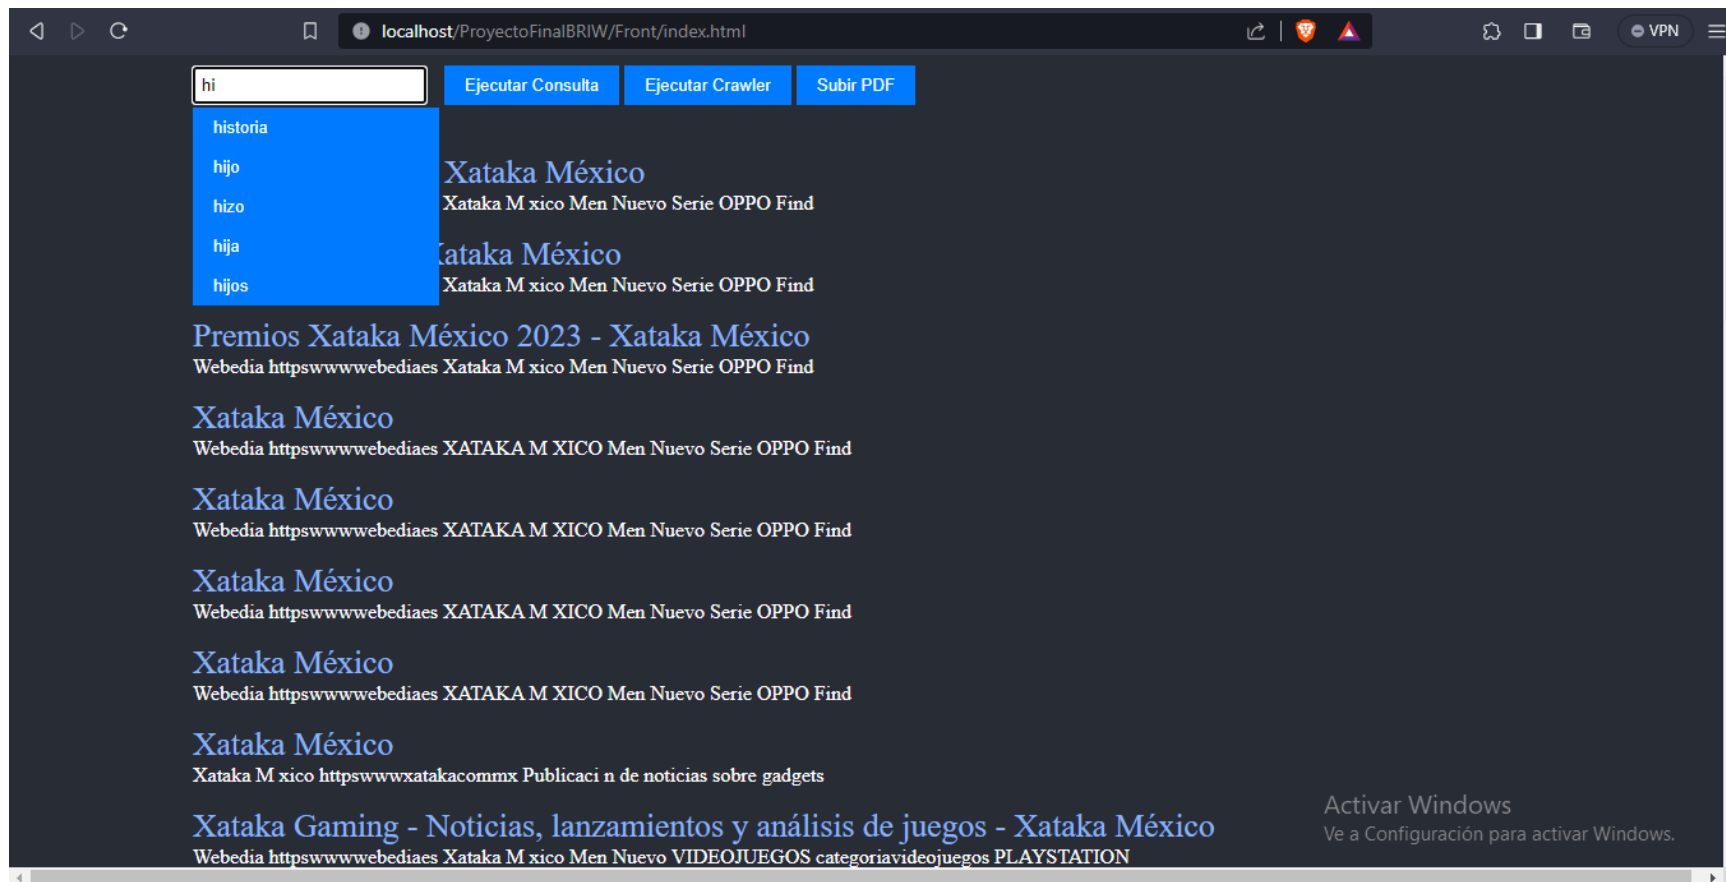 localhost/ProyectoFinalBRIW/Front/index.html
VPN
hi
Ejecutar Consulta
Ejecutar Crawler
Subir PDF
historia
hijo
hizo
hija
hijos
Xataka México
Xataka M xico Men Nuevo Serie OPPO Find
Xataka México
Xataka M xico Men Nuevo Serie OPPO Find
Premios Xataka México 2023 - Xataka México
Webedia httpswwwwebediaes Xataka M xico Men Nuevo Serie OPPO Find
Xataka México
Webedia httpswwwwebediaes XATAKA M XICO Men Nuevo Serie OPPO Find
Xataka México
Webedia httpswwwwebediaes XATAKA M XICO Men Nuevo Serie OPPO Find
Xataka México
Webedia httpswwwwebediaes XATAKA M XICO Men Nuevo Serie OPPO Find
Xataka México
Webedia httpswwwwebediaes XATAKA M XICO Men Nuevo Serie OPPO Find
Xataka México
Xataka M xico httpswwwxatakacommx Publicaci n de noticias sobre gadgets
Xataka Gaming - Noticias, lanzamientos y análisis de juegos - Xataka México
Webedia httpswwwwebediaes Xataka M xico Men Nuevo VIDEOJUEGOS categoriavideojuegos PLAYSTATION
Activar Windows
Ve a Configuración para activar Windows.